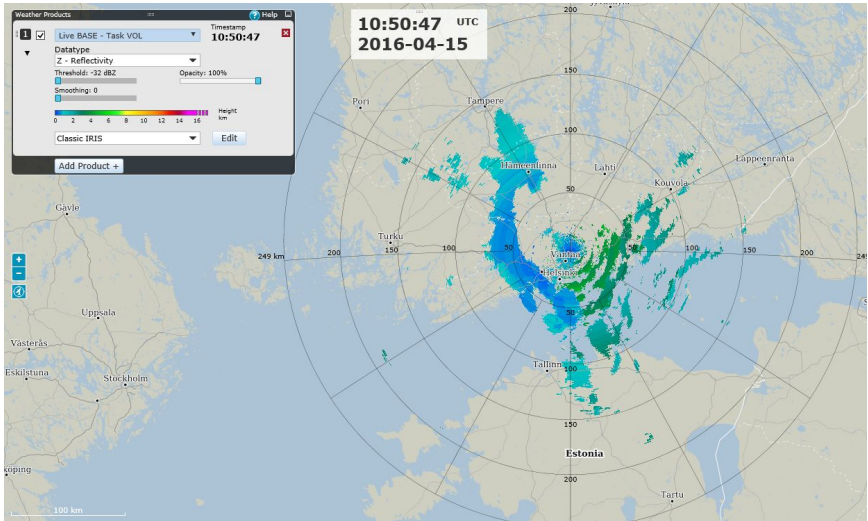 Weather Products
Help
1
Live BASE - Task VOL
Timestamp
10:50:47
Datatype
Z - Reflectivity
Threshold: -32 dBZ
Opacity: 100%
Smoothing: 0
0 2 4 6 8 10 12 14 16
Height
km
Classic IRIS
Edit
Add Product +
10:50:47 UTC
2016-04-15
200
150
100
50
Pori
Tampere
Hämeenlinna
Lahti
Kouvola
Lappeenranta
Gävle
Turku
249 km
200
150
100
50
Vantaa
Helsinki
50
100
150
200
249
Uppsala
Västerås
Eskilstuna
Stockholm
50
Tallinn
100
150
Estonia
200
Tartu
100 km